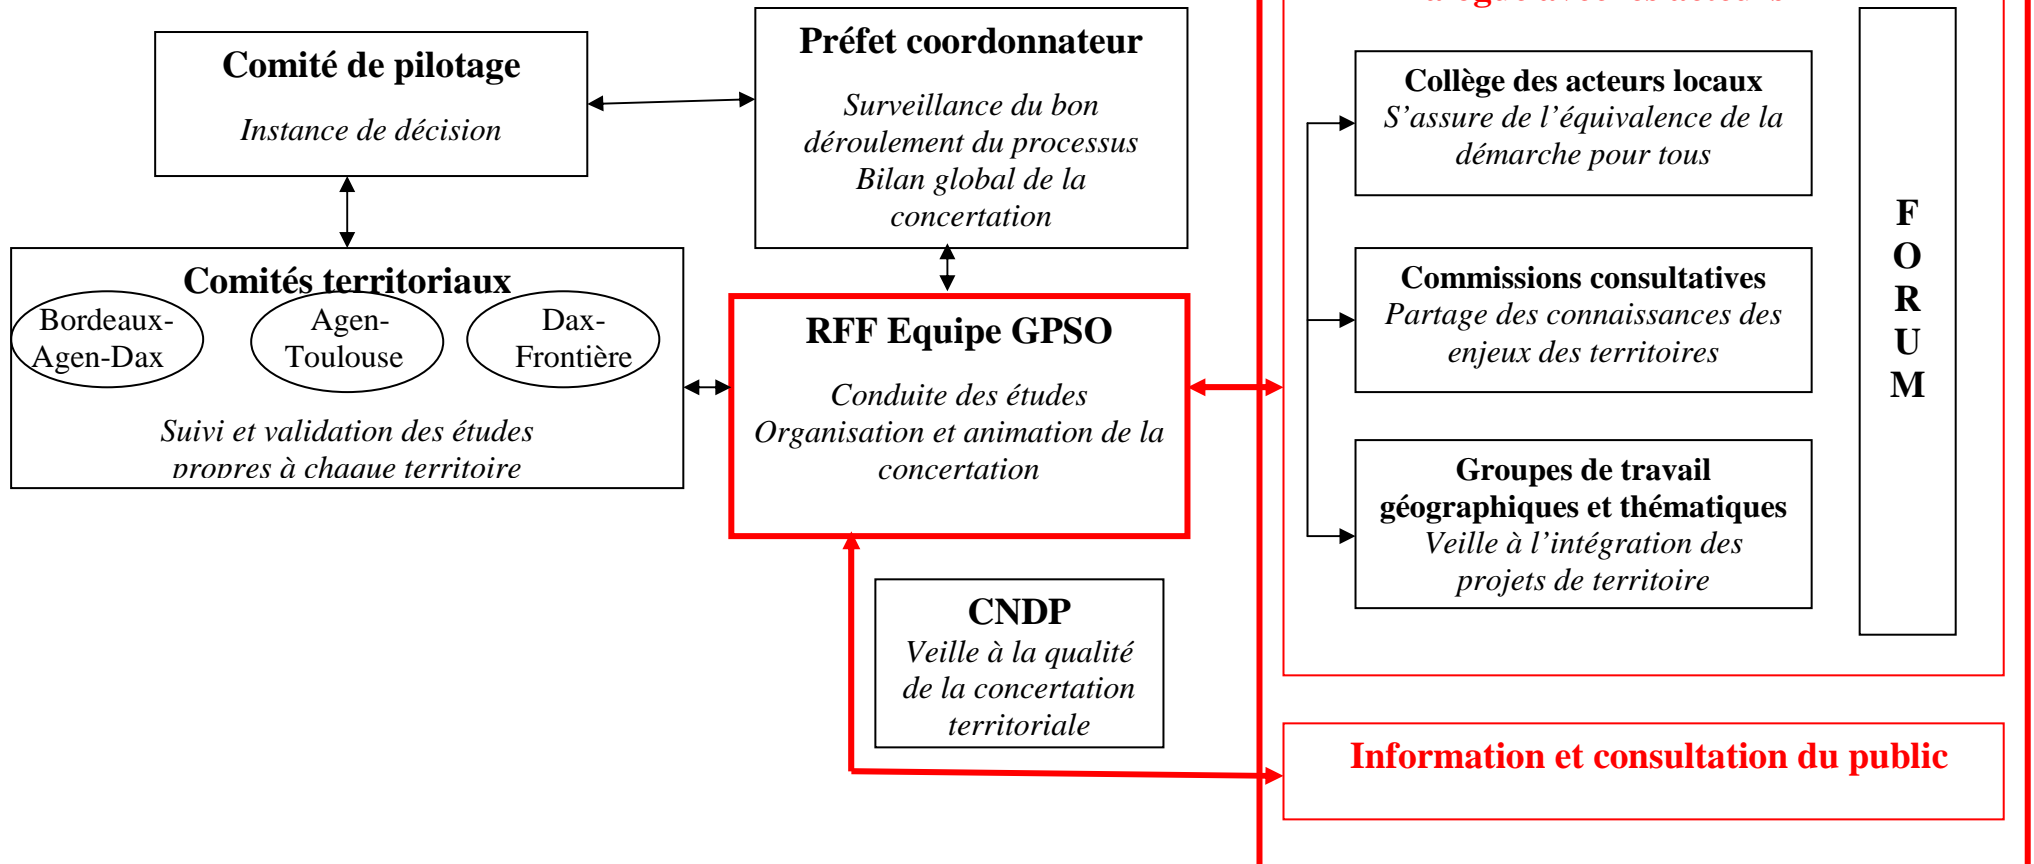 Comité de pilotage
Instance de décision
Préfet coordonnateur
Surveillance du bon
déroulement du processus
Bilan global de la
concertation
Comités territoriaux
Bordeaux-
Agen-Dax
Agen-
Toulouse
Dax-
Frontière
Suivi et validation des études
propres à chaque territoire
RFF Equipe GPSO
Conduite des études
Organisation et animation de la
concertation
CNDP
Veille à la qualité
de la concertation
territoriale
avec les acteurs
Collège des acteurs locaux
S’assure de l’équivalence de la
démarche pour tous
Commissions consultatives
Partage des connaissances des
enjeux des territoires
Groupes de travail
géographiques et thématiques
Veille à l’intégration des
projets de territoire
F
O
R
U
M
Information et consultation du public